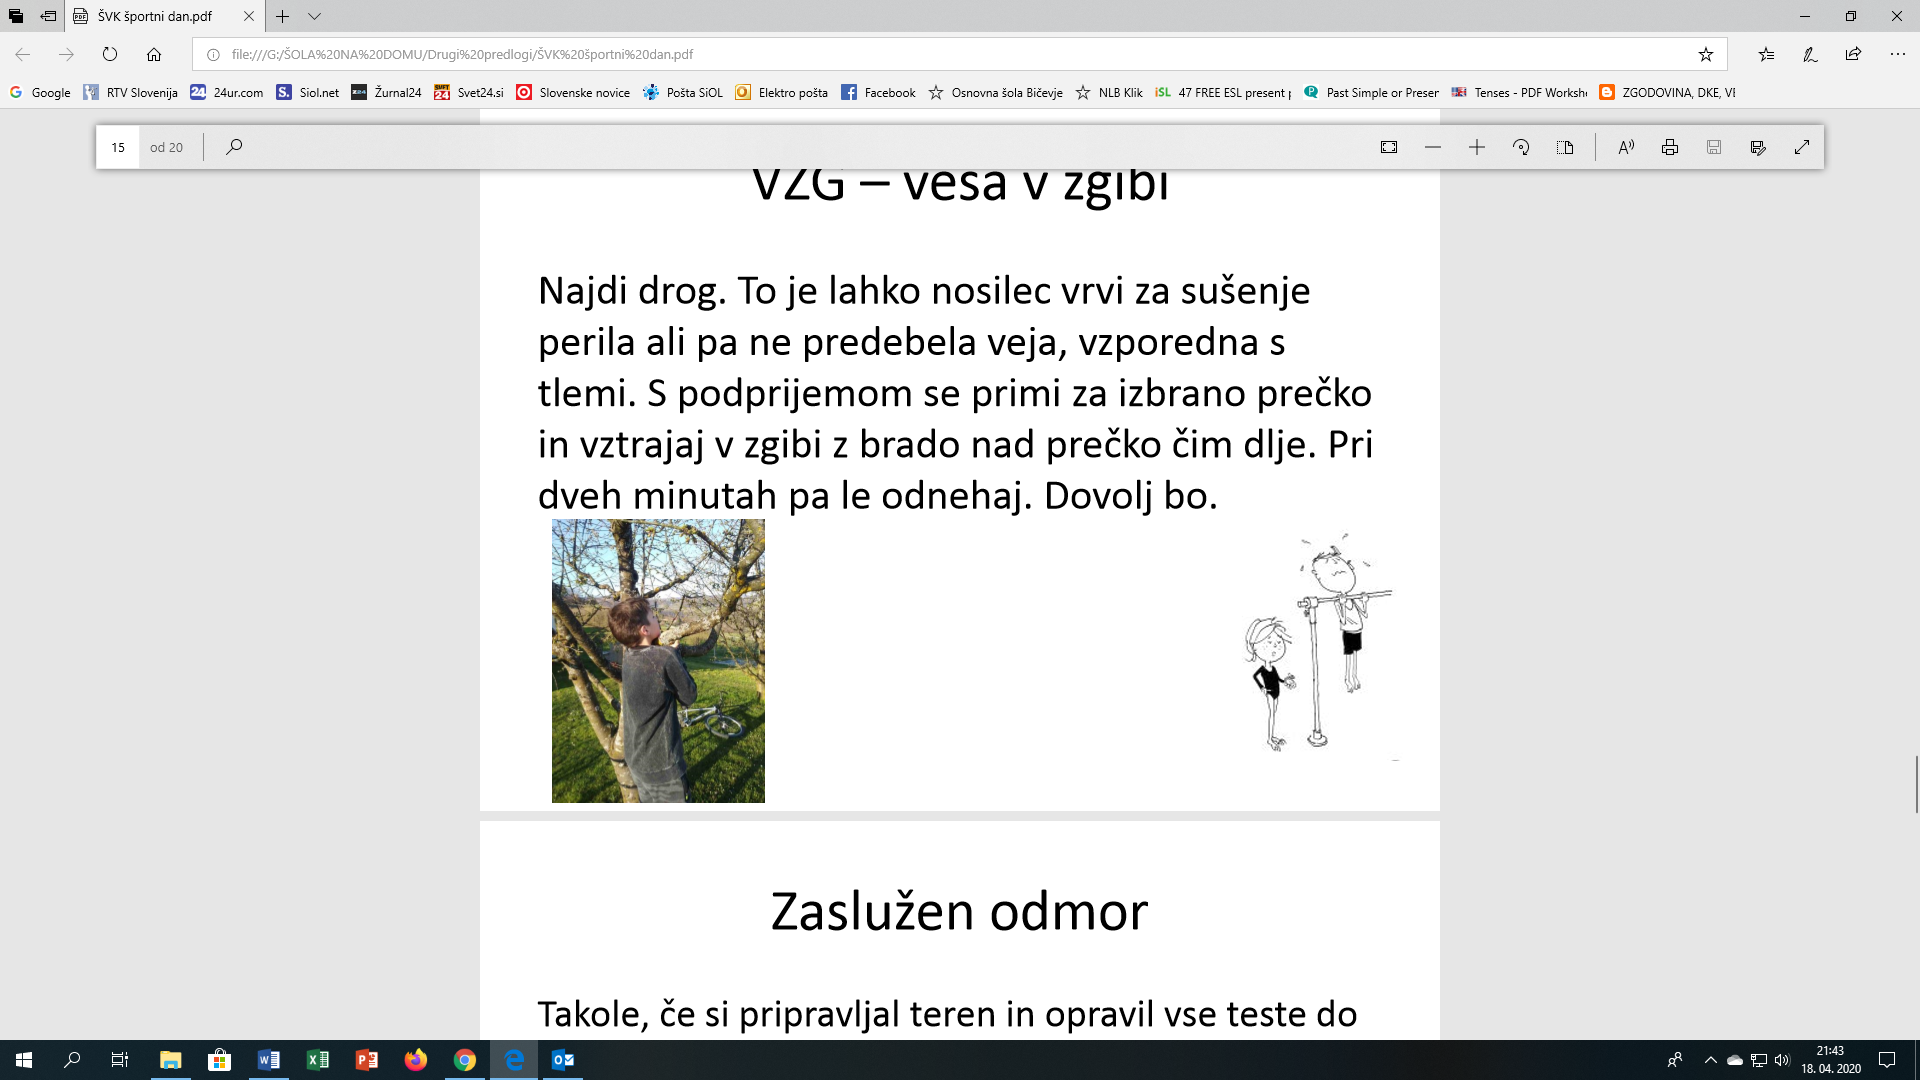 ŠVK športni dan.pdf
file:///G:/ŠOLA%20NA%20DOMU/Drugi%20predlogi/ŠVK%20športni%20dan.pdf
Google RTV Slovenija 24ur.com Siol.net Žurnal24 Svet24.si Slovenske novice Pošta SiOL Elektro pošta Facebook Osnovna šola Bičevje NLB Klik 47 FREE ESL present p Past Simple or Presen Tenses - PDF Workshe ZGODOVINA, DKE, VE
15 od 20
VZG – vesa v zgibi
Najdi drog. To je lahko nosilec vrvi za sušenje
perila ali pa ne predebela veja, vzporedna s
tlemi. S podprijemom se primi za izbrano prečko
in vztrajaj v zgibi z brado nad prečko čim dlje. Pri
dveh minutah pa le odnehaj. Dovolj bo.
Zaslužen odmor
Takole, če si pripravljal teren in opravil vse teste do
21:43
18. 04. 2020